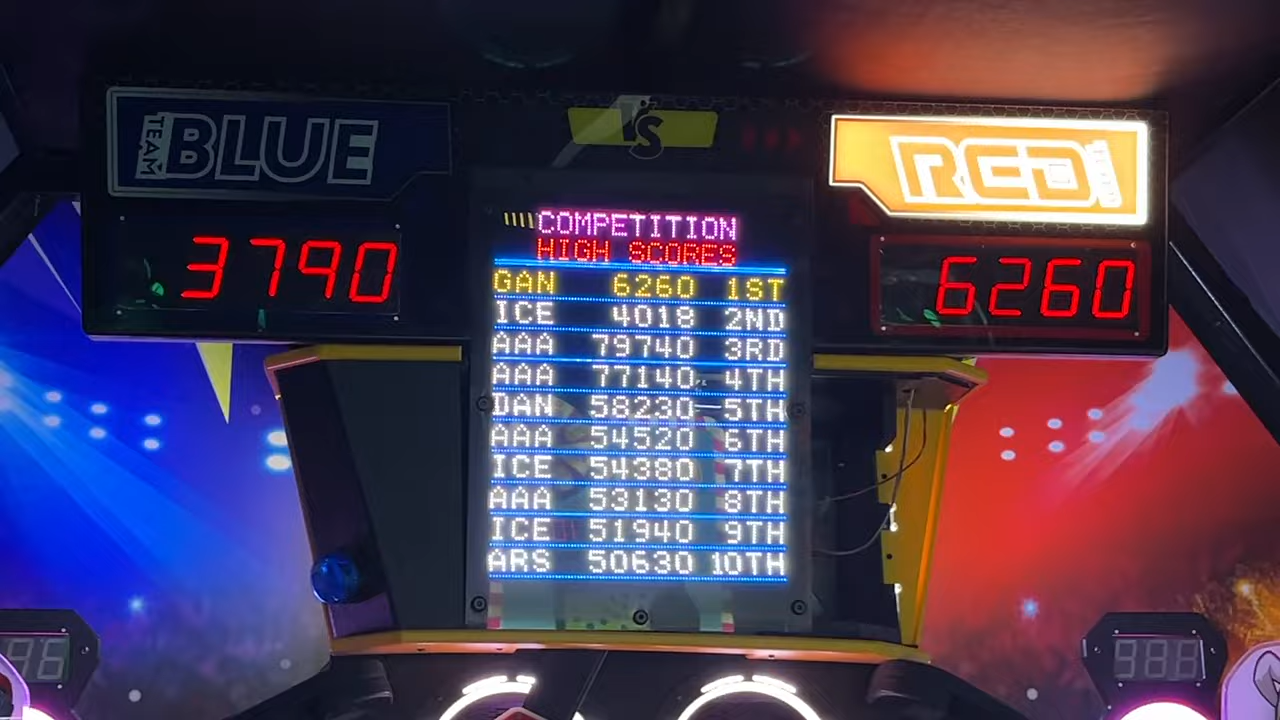 TEAM BLUE
VS
RED TEAM
3790
6260
COMPETITION
HIGH SCORES
GAN 6260 1ST
ICE 4018 2ND
AAA 79740 3RD
AAA 77140 4TH
DAN 58230 5TH
AAA 54520 6TH
ICE 54380 7TH
AAA 53130 8TH
ICE 51940 9TH
ARS 50630 10TH